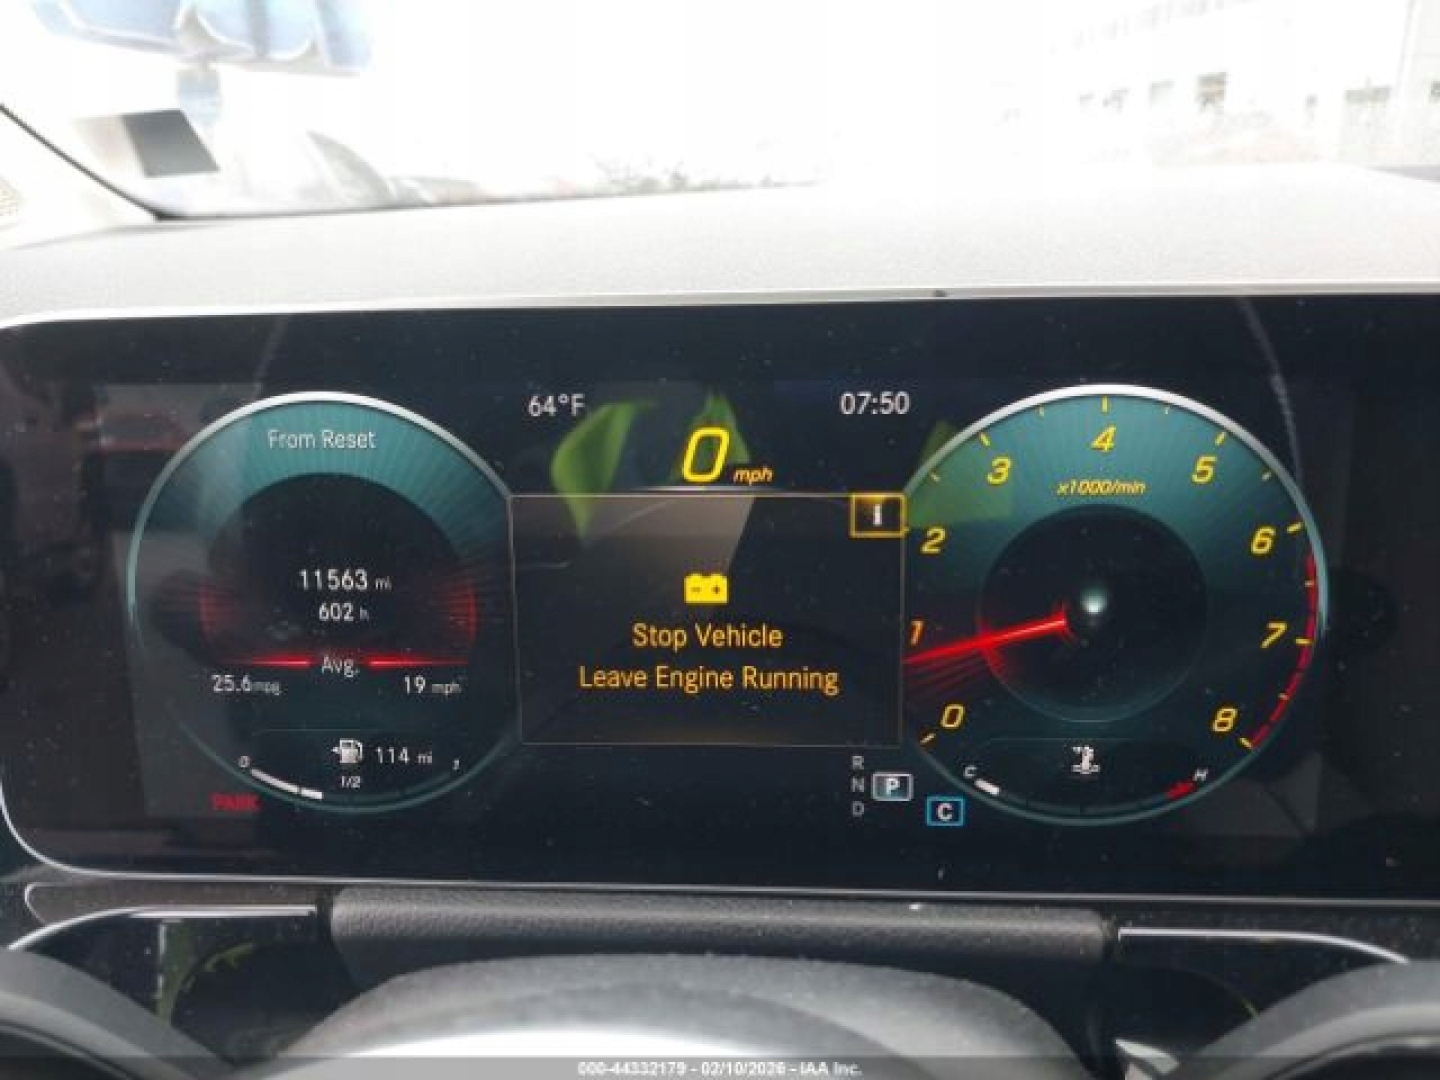 64°F
07:50
From Reset
0 mph
11563 mi
602 h
Avg.
25.6 mpg
19 mph
114 mi
0
1/2
1
PARK
Stop Vehicle
Leave Engine Running
x1000/min
0
1
2
3
4
5
6
7
8
C
H
R
N
P
D
C
000-44332179 - 02/10/2026 - IAA Inc.